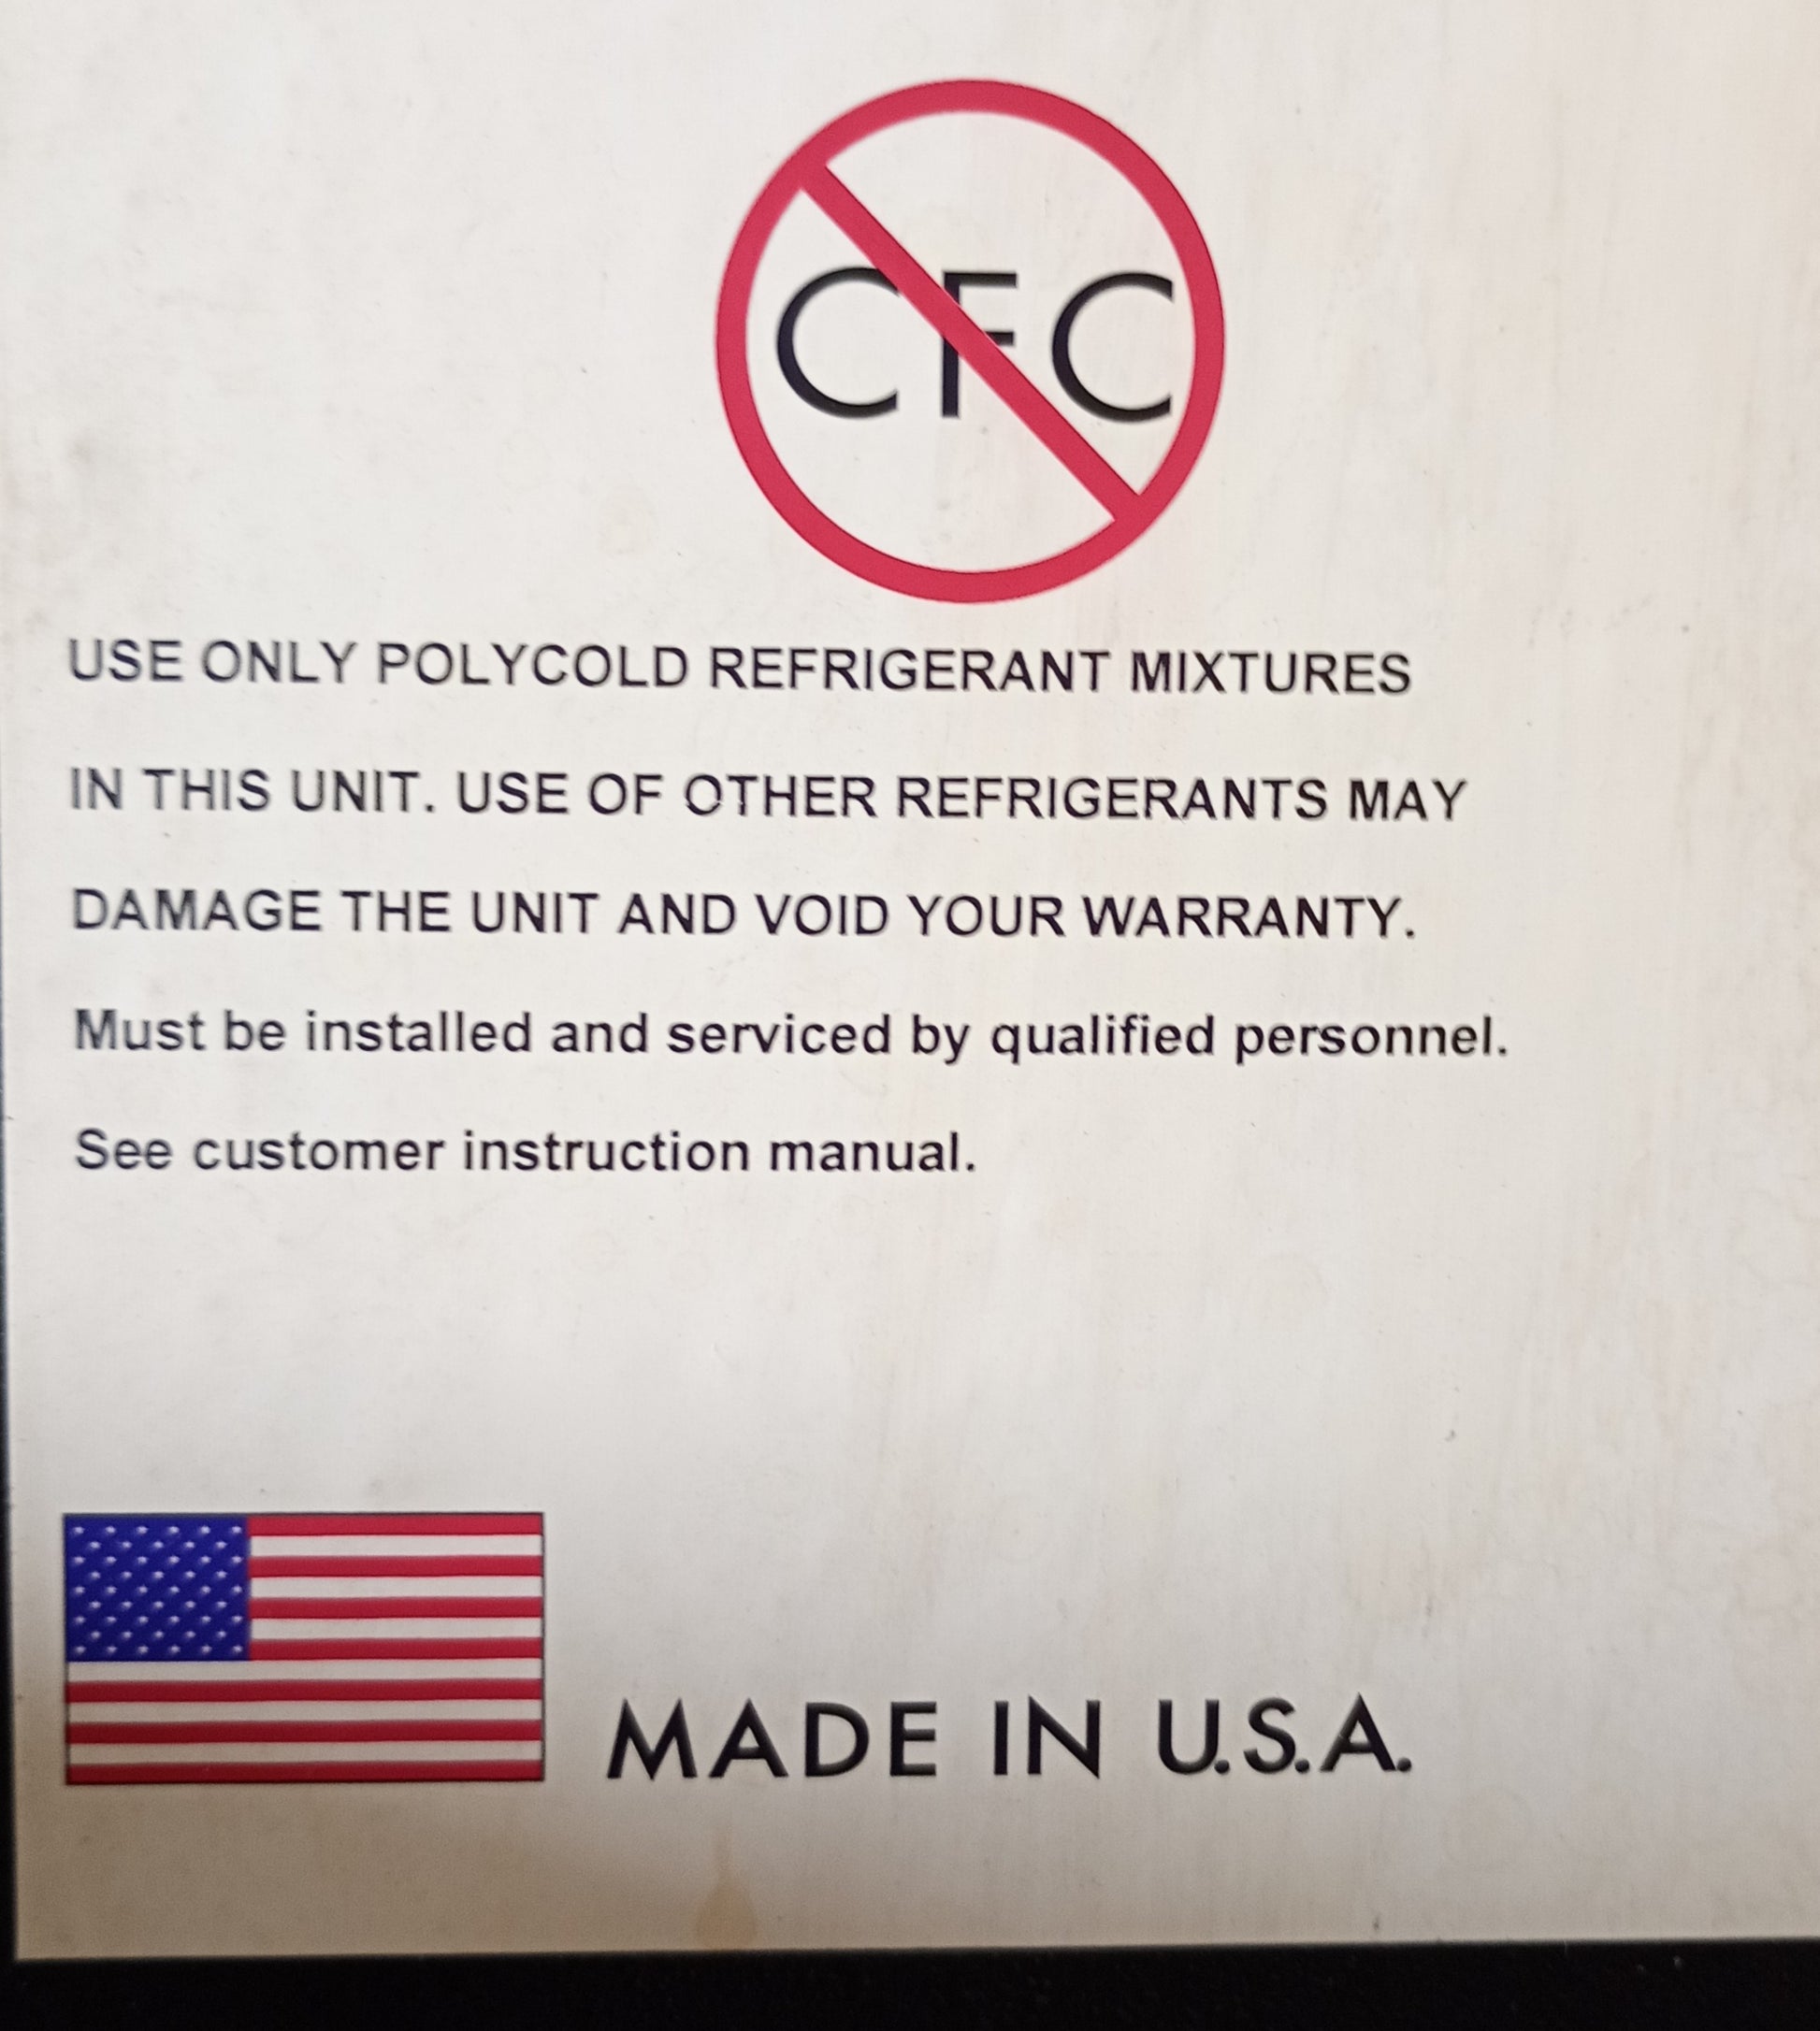 CFC
USE ONLY POLYCOLD REFRIGERANT MIXTURES
IN THIS UNIT. USE OF OTHER REFRIGERANTS MAY
DAMAGE THE UNIT AND VOID YOUR WARRANTY.
Must be installed and serviced by qualified personnel.
See customer instruction manual.
MADE IN U.S.A.